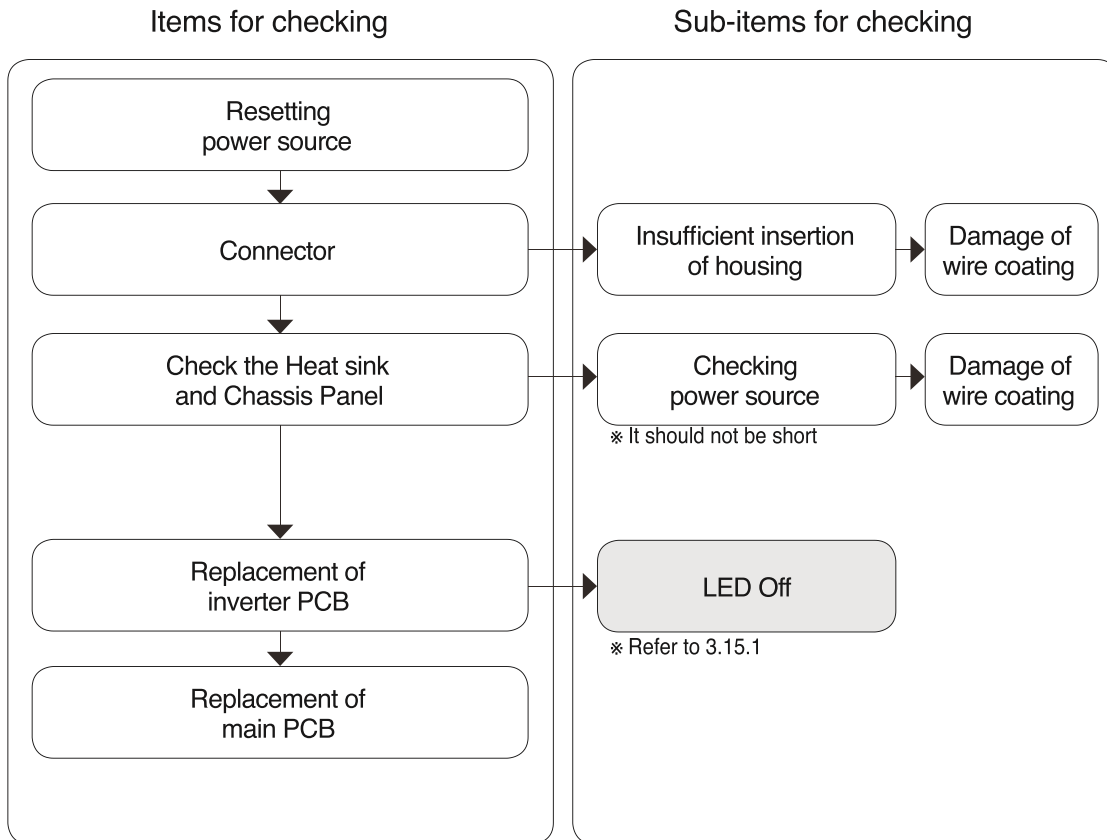 Items for checking
Sub-items for checking
Resetting
power source
Connector
Insufficient insertion
of housing
Damage of
wire coating
Check the Heat sink
and Chassis Panel
Checking
power source
Damage of
wire coating
※ It should not be short
Replacement of
inverter PCB
LED Off
※ Refer to 3.15.1
Replacement of
main PCB